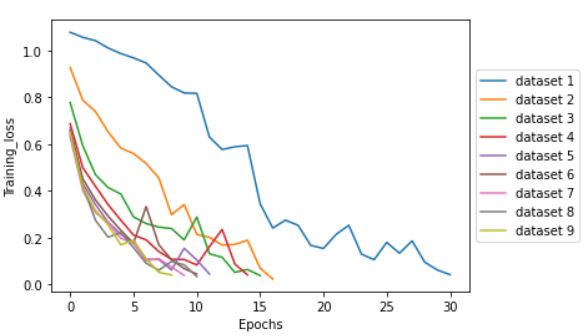 1.0
0.8
0.6
0.4
0.2
0.0
Training_loss
0 5 10 15 20 25 30
Epochs
dataset 1
dataset 2
dataset 3
dataset 4
dataset 5
dataset 6
dataset 7
dataset 8
dataset 9